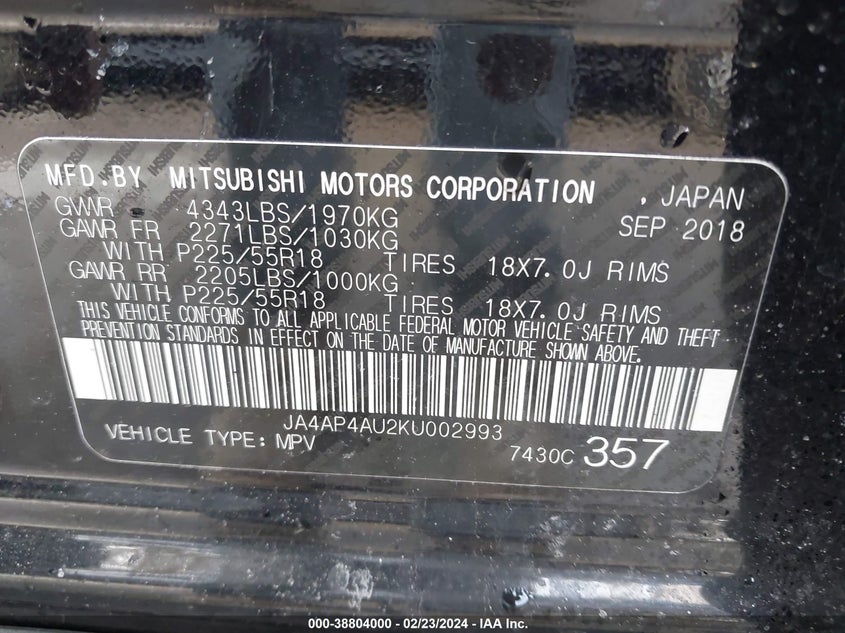 MFD.BY MITSUBISHI MOTORS CORPORATION , JAPAN
GVWR 4343LBS/1970KG SEP 2018
GAWR FR 2271LBS/1030KG
WITH P225/55R18 TIRES 18X7.0J RIMS
GAWR RR 2205LBS/1000KG
WITH P225/55R18 TIRES 18X7.0J RIMS
THIS VEHICLE CONFORMS TO ALL APPLICABLE FEDERAL MOTOR VEHICLE SAFETY AND THEFT
PREVENTION STANDARDS IN EFFECT ON THE DATE OF MANUFACTURE SHOWN ABOVE.
JA4AP4AU2KU002993
VEHICLE TYPE: MPV 7430C 357
000-38804000 - 02/23/2024 - IAA Inc.